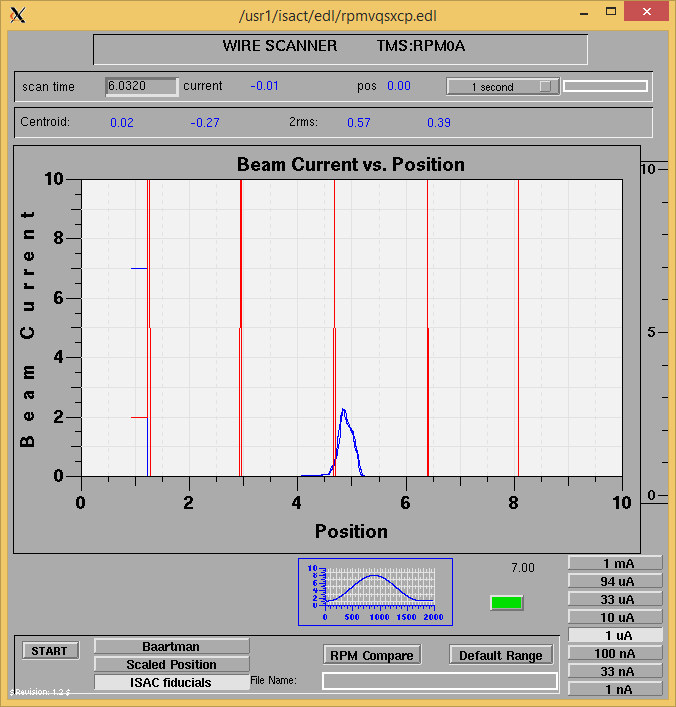 /usr1/isact/edl/rpmvqsxcp.edl
WIRE SCANNER TMS:RPM0A
scan time 6.0320 current -0.01 pos 0.00 1 second
Centroid: 0.02 -0.27 2rms: 0.57 0.39
Beam Current vs. Position
Beam Current
10
8
6
4
2
0
0 2 4 6 8 10
Position
10
5
0
10
8
6
4
2
0
0 500 1000 1500 2000
7.00
1 mA
94 uA
33 uA
10 uA
1 uA
100 nA
33 nA
1 nA
START
Baartman
Scaled Position
ISAC fiducials
RPM Compare
Default Range
File Name:
$Revision: 1.2 $